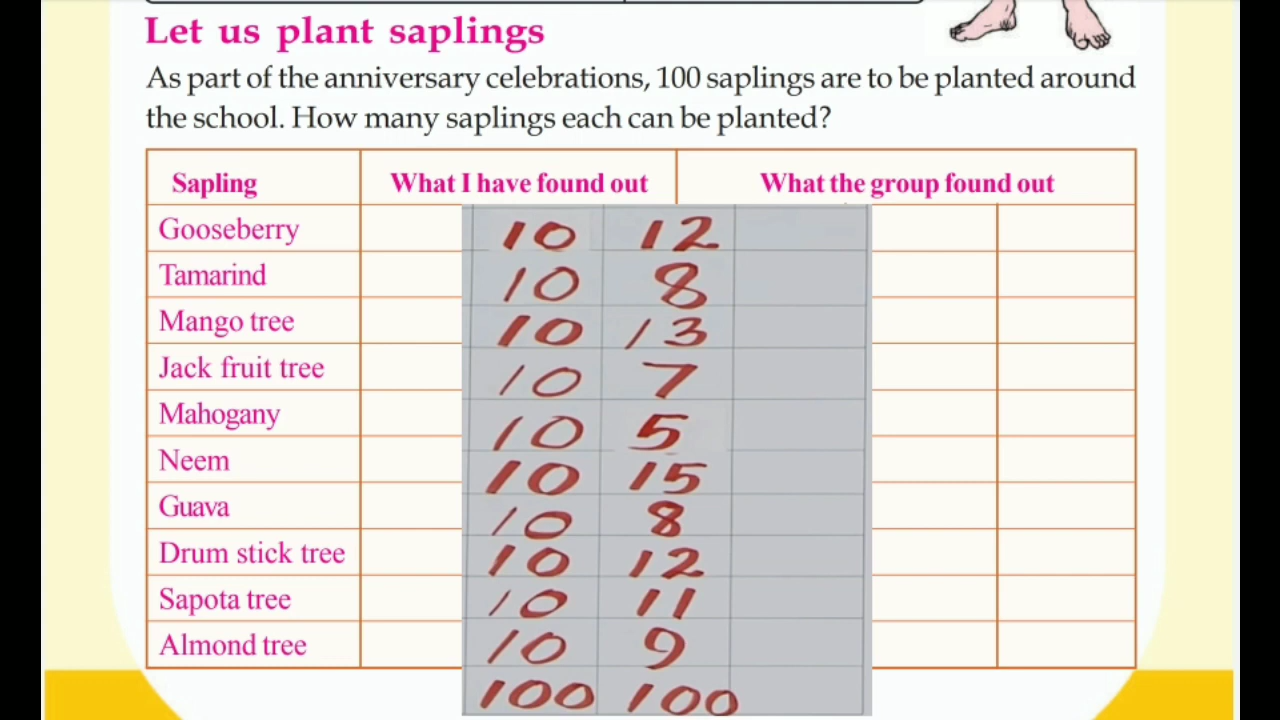 Let us plant saplings
As part of the anniversary celebrations, 100 saplings are to be planted around
the school. How many saplings each can be planted?
Sapling What I have found out What the group found out
Gooseberry 10 12
Tamarind 10 8
Mango tree 10 13
Jack fruit tree 10 7
Mahogany 10 5
Neem 10 15
Guava 10 8
Drum stick tree 10 12
Sapota tree 10 11
Almond tree 10 9
100 100